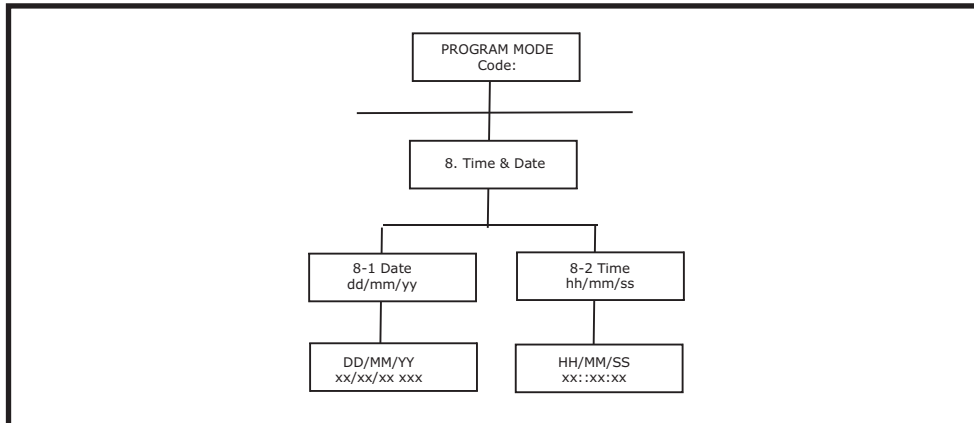 PROGRAM MODE
Code:
8. Time & Date
8-1 Date
dd/mm/yy
8-2 Time
hh/mm/ss
DD/MM/YY
xx/xx/xx xxx
HH/MM/SS
xx::xx:xx